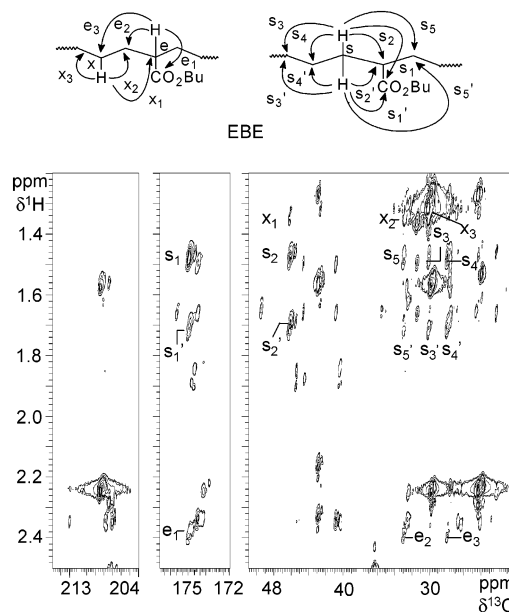 e₃ e₂ H e e₁
x x₃ H x₂ x₁ CO₂Bu
s₃ H s₅
s₄ s s₂
s₄' s₁
s₃' H s₂' CO₂Bu s₅'
s₁'
EBE
ppm
δ¹H
1.4
1.6
1.8
2.0
2.2
2.4
s₁
s₁'
e₁
x₁ x₂ x₃
s₃
s₂ s₅ s₄
s₂' s₅' s₃' s₄'
e₂ e₃
213 204 175 172 50 40 30 ppm
δ¹³C